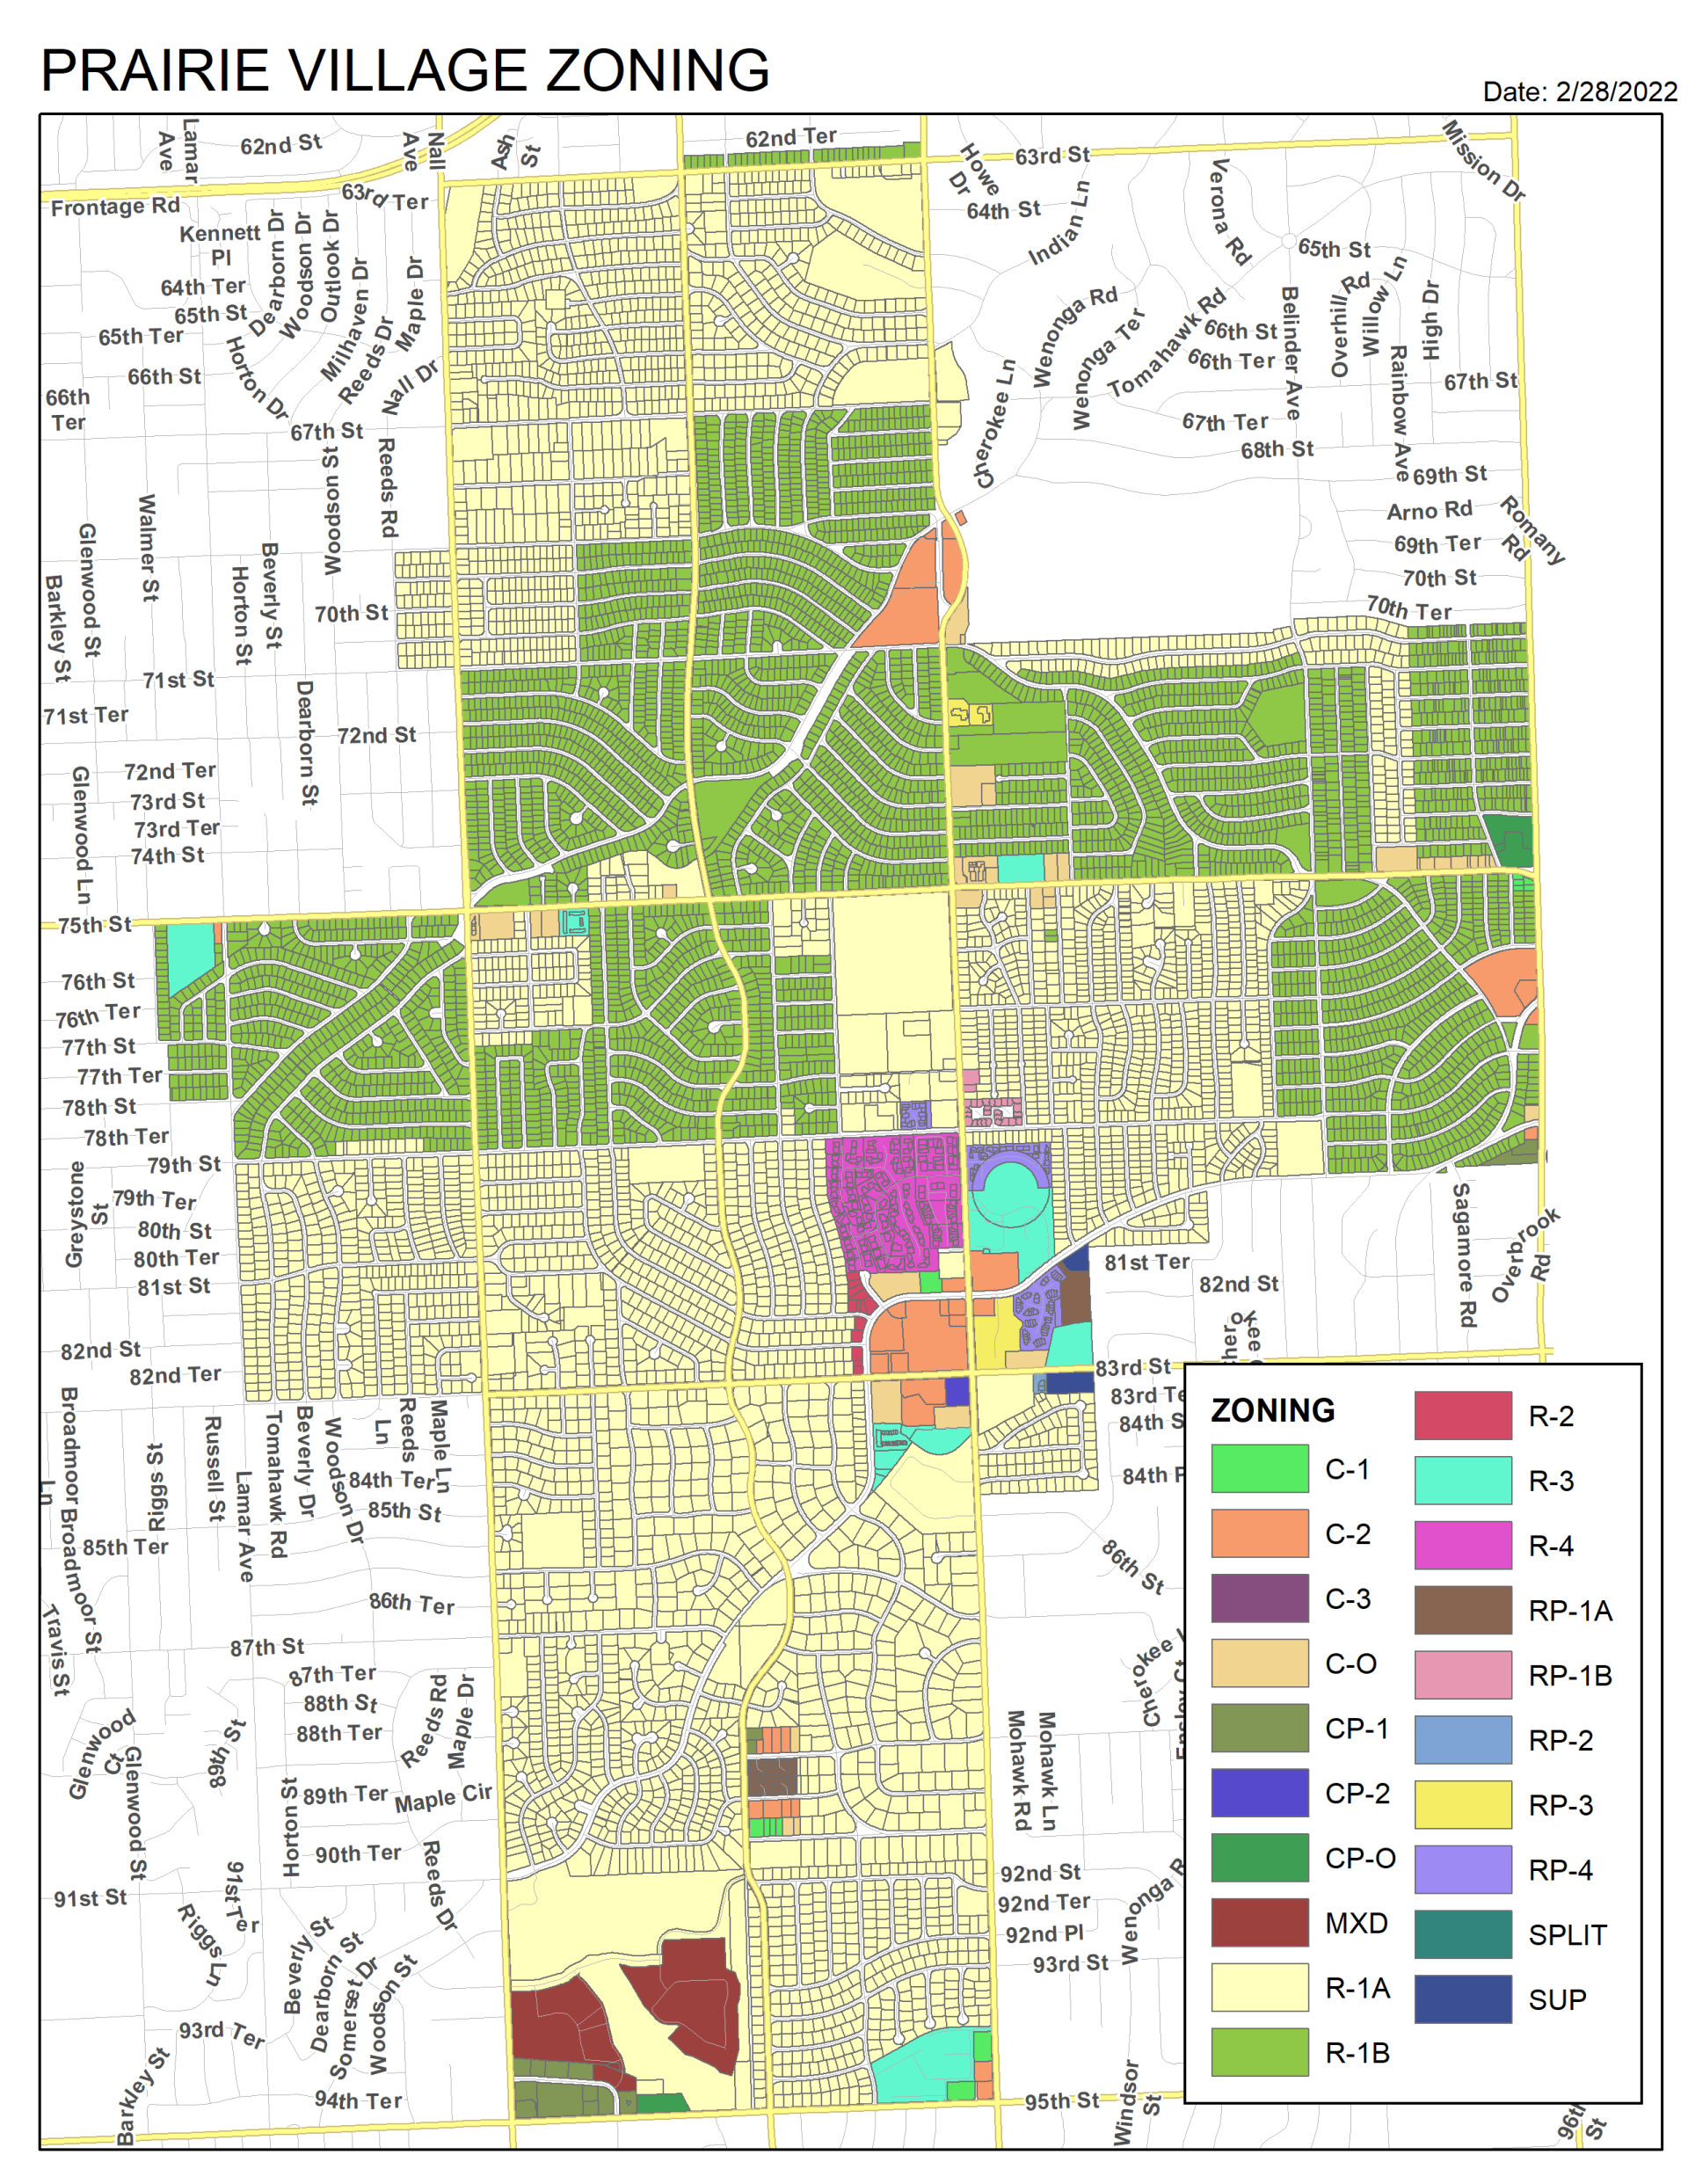 PRAIRIE VILLAGE ZONING
Date: 2/28/2022
Lamar
Ave
62nd St
Nall
Ave
Ash
St
62nd Ter
63rd St
Howe
Dr
Mission Dr
Frontage Rd
63rd Ter
64th St
Indian Ln
Verona Rd
Kennett
Pl
Dearborn Dr
Woodson Dr
Outlook Dr
65th St
64th Ter
Milhaven Dr
Maple Dr
Overhill
Rd
Willow Ln
High Dr
Belinder Ave
65th St
65th Ter
Reeds Dr
Wenonga Rd
Wenonga Ter
Tomahawk Rd
66th St
66th Ter
Horton Dr
Nall Dr
Cherokee Ln
Rainbow Ave
66th St
66th
Ter
67th St
67th St
67th Ter
68th St
69th St
Reeds Rd
Woodson St
Walmer St
Glenwood St
Arno Rd
Romany
Rd
69th Ter
70th St
Barkley St
Horton St
Beverly St
70th St
70th Ter
71st St
Dearborn St
71st Ter
72nd St
72nd Ter
Glenwood Ln
73rd St
73rd Ter
74th St
75th St
76th St
76th Ter
77th St
77th Ter
78th St
78th Ter
79th St
Greystone
St
79th Ter
80th St
80th Ter
81st St
81st Ter
82nd St
Sagamore Rd
Overbrook
Rd
82nd St
82nd Ter
83rd St
Broadmoor
Ln
Broadmoor St
Riggs St
Russell St
Lamar Ave
Tomahawk Rd
Beverly Dr
Woodson Dr
Reeds
Ln
Maple Ln
84th Ter
85th St
85th Ter
86th St
86th Ter
Travis St
87th St
87th Ter
88th St
88th Ter
Reeds Rd
Maple Dr
Glenwood
Ct
Glenwood St
89th St
89th Ter
Maple Cir
Horton St
Mohawk Rd
Mohawk Ln
90th Ter
Reeds Dr
91st St
91st Ter
92nd St
92nd Ter
92nd Pl
93rd St
Riggs Ln
Beverly St
Dearborn St
Somerset Dr
Woodson St
93rd Ter
Barkley St
94th Ter
95th St
Windsor
St
96th
St
ZONING
C-1
C-2
C-3
C-O
CP-1
CP-2
CP-O
MXD
R-1A
R-1B
R-2
R-3
R-4
RP-1A
RP-1B
RP-2
RP-3
RP-4
SPLIT
SUP